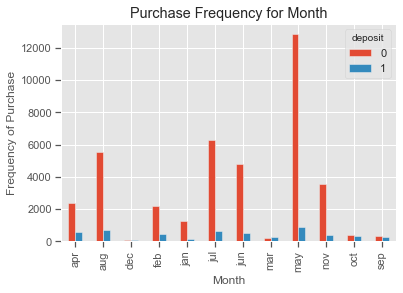 Purchase Frequency for Month
deposit
0
1
12000
10000
8000
6000
4000
2000
0
Frequency of Purchase
apr
aug
dec
feb
jan
jul
jun
mar
may
nov
oct
sep
Month